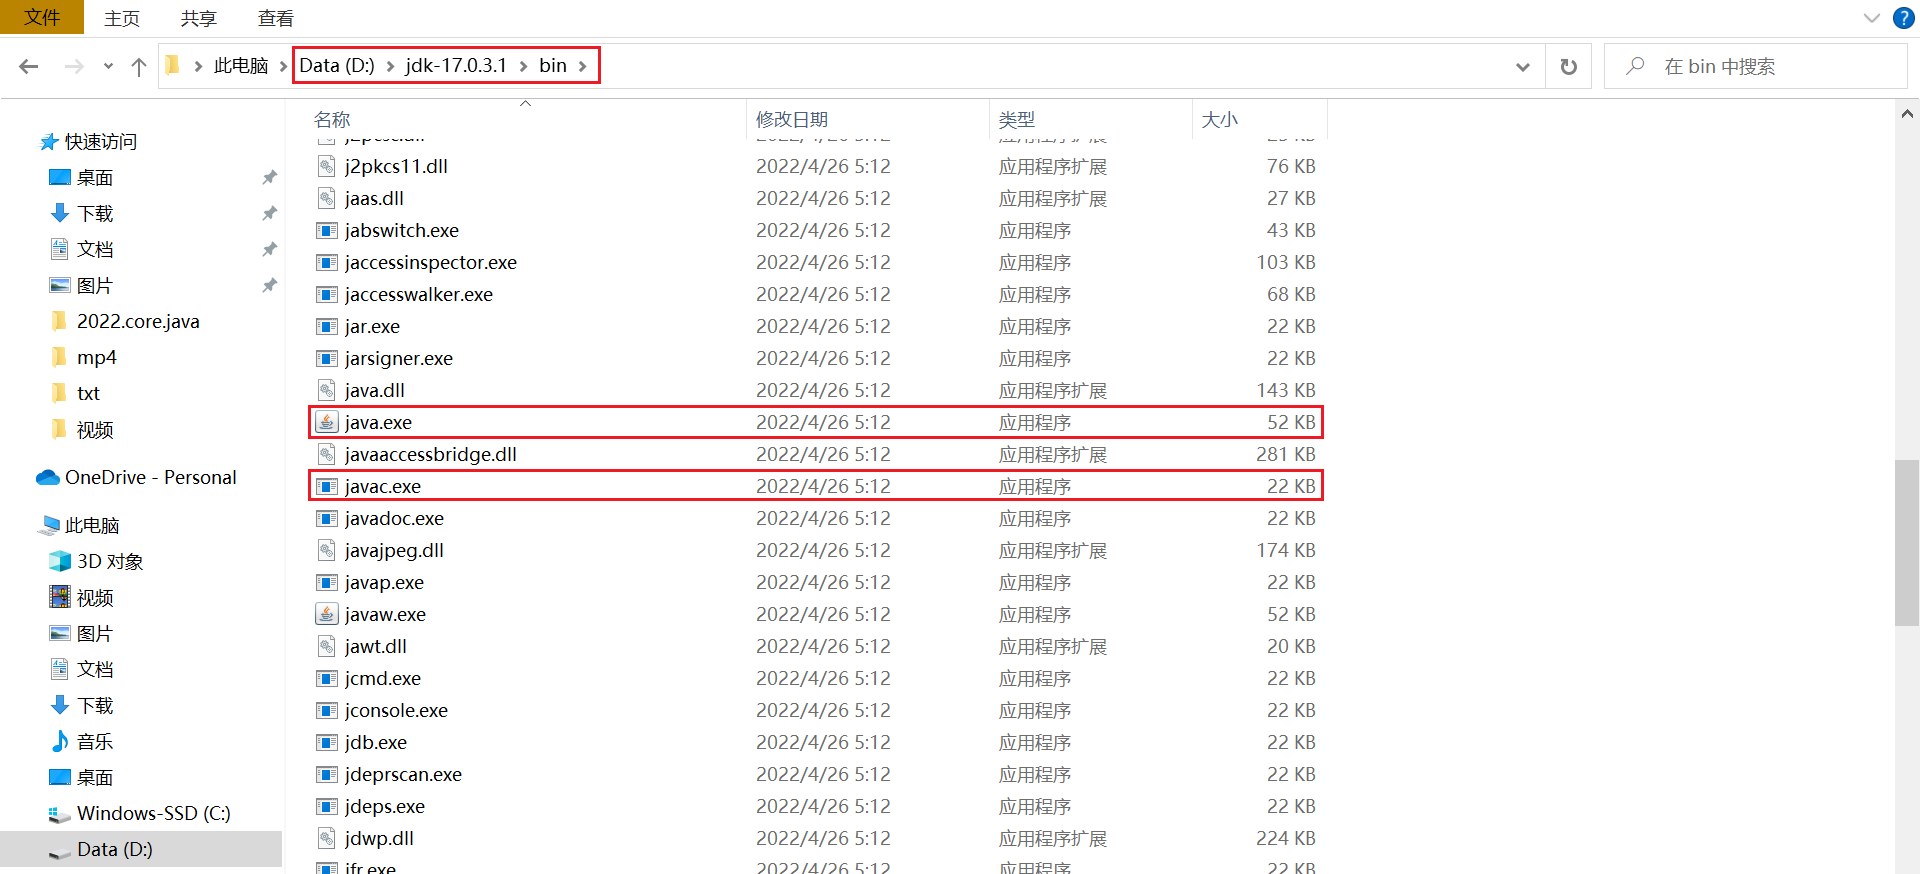 文件 主页 共享 查看
此电脑 Data (D:) jdk-17.0.3.1 bin 在 bin 中搜索
名称 修改日期 类型 大小
j2pkcs11.dll 2022/4/26 5:12 应用程序扩展 76 KB
jaas.dll 2022/4/26 5:12 应用程序扩展 27 KB
jabswitch.exe 2022/4/26 5:12 应用程序 43 KB
jaccessinspector.exe 2022/4/26 5:12 应用程序 103 KB
jaccesswalker.exe 2022/4/26 5:12 应用程序 68 KB
jar.exe 2022/4/26 5:12 应用程序 22 KB
jarsigner.exe 2022/4/26 5:12 应用程序 22 KB
java.dll 2022/4/26 5:12 应用程序扩展 143 KB
java.exe 2022/4/26 5:12 应用程序 52 KB
javaaccessbridge.dll 2022/4/26 5:12 应用程序扩展 281 KB
javac.exe 2022/4/26 5:12 应用程序 22 KB
javadoc.exe 2022/4/26 5:12 应用程序 22 KB
javajpeg.dll 2022/4/26 5:12 应用程序扩展 174 KB
javap.exe 2022/4/26 5:12 应用程序 22 KB
javaw.exe 2022/4/26 5:12 应用程序 52 KB
jawt.dll 2022/4/26 5:12 应用程序扩展 20 KB
jcmd.exe 2022/4/26 5:12 应用程序 22 KB
jconsole.exe 2022/4/26 5:12 应用程序 22 KB
jdb.exe 2022/4/26 5:12 应用程序 22 KB
jdeprscan.exe 2022/4/26 5:12 应用程序 22 KB
jdeps.exe 2022/4/26 5:12 应用程序 22 KB
jdwp.dll 2022/4/26 5:12 应用程序扩展 224 KB
jfr.exe 2022/4/26 5:12 应用程序 22 KB
快速访问
桌面
下载
文档
图片
2022.core.java
mp4
txt
视频
OneDrive - Personal
此电脑
3D 对象
视频
图片
文档
下载
音乐
桌面
Windows-SSD (C:)
Data (D:)